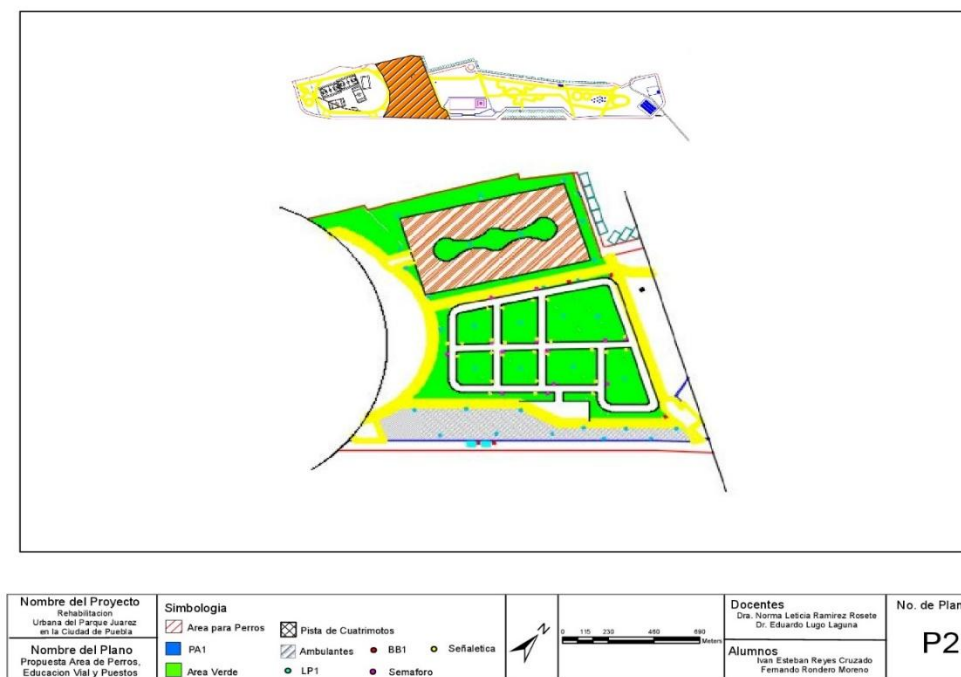 Nombre del Proyecto
Rehabilitacion
Urbana del Parque Juarez
en la Ciudad de Puebla
Nombre del Plano
Propuesta Area de Perros,
Educacion Vial y Puestos
Simbologia
Area para Perros
PA1
Area Verde
Pista de Cuatrimotos
Ambulantes
LP1
BB1
Semaforo
Señaletica
0 115 230 460 690
Meters
Docentes
Dra. Norma Leticia Ramirez Rosete
Dr. Eduardo Lugo Laguna
Alumnos
Ivan Esteban Reyes Cruzado
Fernando Rondero Moreno
No. de Plan
P2